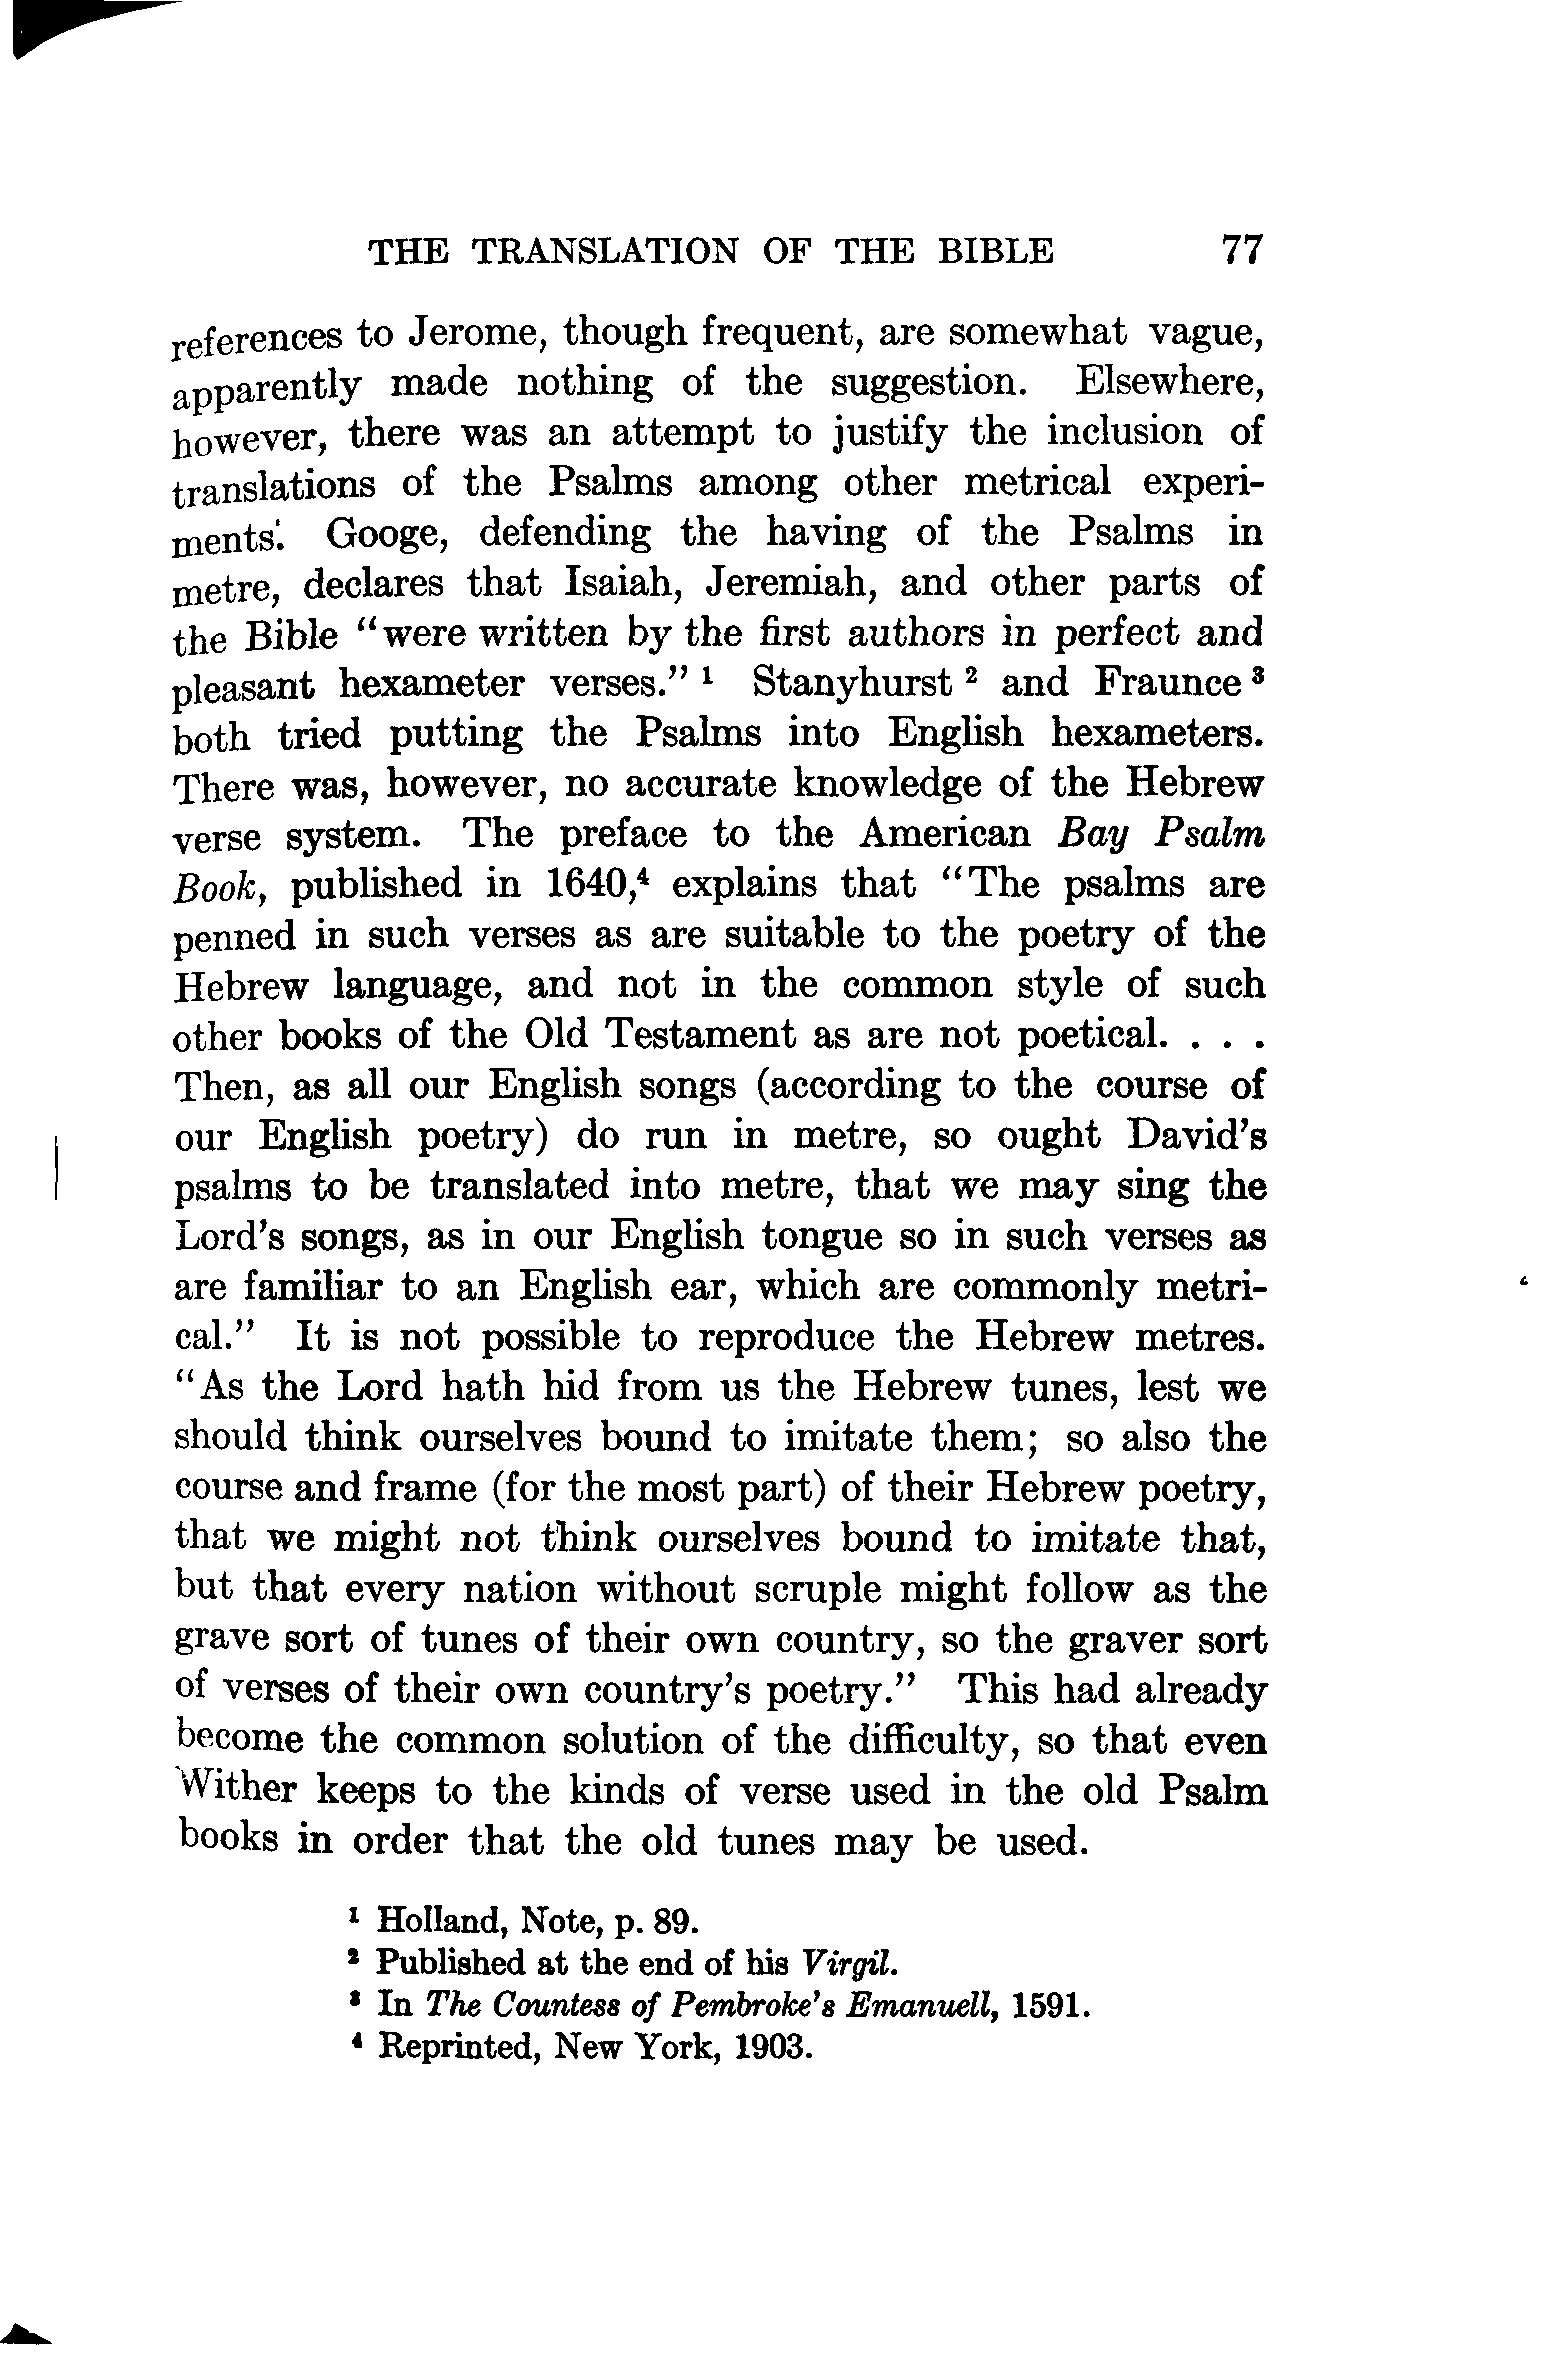 THE TRANSLATION OF THE BIBLE 77
references to Jerome, though frequent, are somewhat vague,
apparently made nothing of the suggestion. Elsewhere,
however, there was an attempt to justify the inclusion of
translations of the Psalms among other metrical experi-
ments. Googe, defending the having of the Psalms in
metre, declares that Isaiah, Jeremiah, and other parts of
the Bible “were written by the first authors in perfect and
pleasant hexameter verses.” ¹ Stanyhurst ² and Fraunce ³
both tried putting the Psalms into English hexameters.
There was, however, no accurate knowledge of the Hebrew
verse system. The preface to the American Bay Psalm
Book, published in 1640,⁴ explains that “The psalms are
penned in such verses as are suitable to the poetry of the
Hebrew language, and not in the common style of such
other books of the Old Testament as are not poetical. . . .
Then, as all our English songs (according to the course of
our English poetry) do run in metre, so ought David’s
psalms to be translated into metre, that we may sing the
Lord’s songs, as in our English tongue so in such verses as
are familiar to an English ear, which are commonly metri-
cal.” It is not possible to reproduce the Hebrew metres.
“As the Lord hath hid from us the Hebrew tunes, lest we
should think ourselves bound to imitate them; so also the
course and frame (for the most part) of their Hebrew poetry,
that we might not think ourselves bound to imitate that,
but that every nation without scruple might follow as the
grave sort of tunes of their own country, so the graver sort
of verses of their own country’s poetry.” This had already
become the common solution of the difficulty, so that even
Wither keeps to the kinds of verse used in the old Psalm
books in order that the old tunes may be used.
¹ Holland, Note, p. 89.
² Published at the end of his Virgil.
³ In The Countess of Pembroke’s Emanuell, 1591.
⁴ Reprinted, New York, 1903.